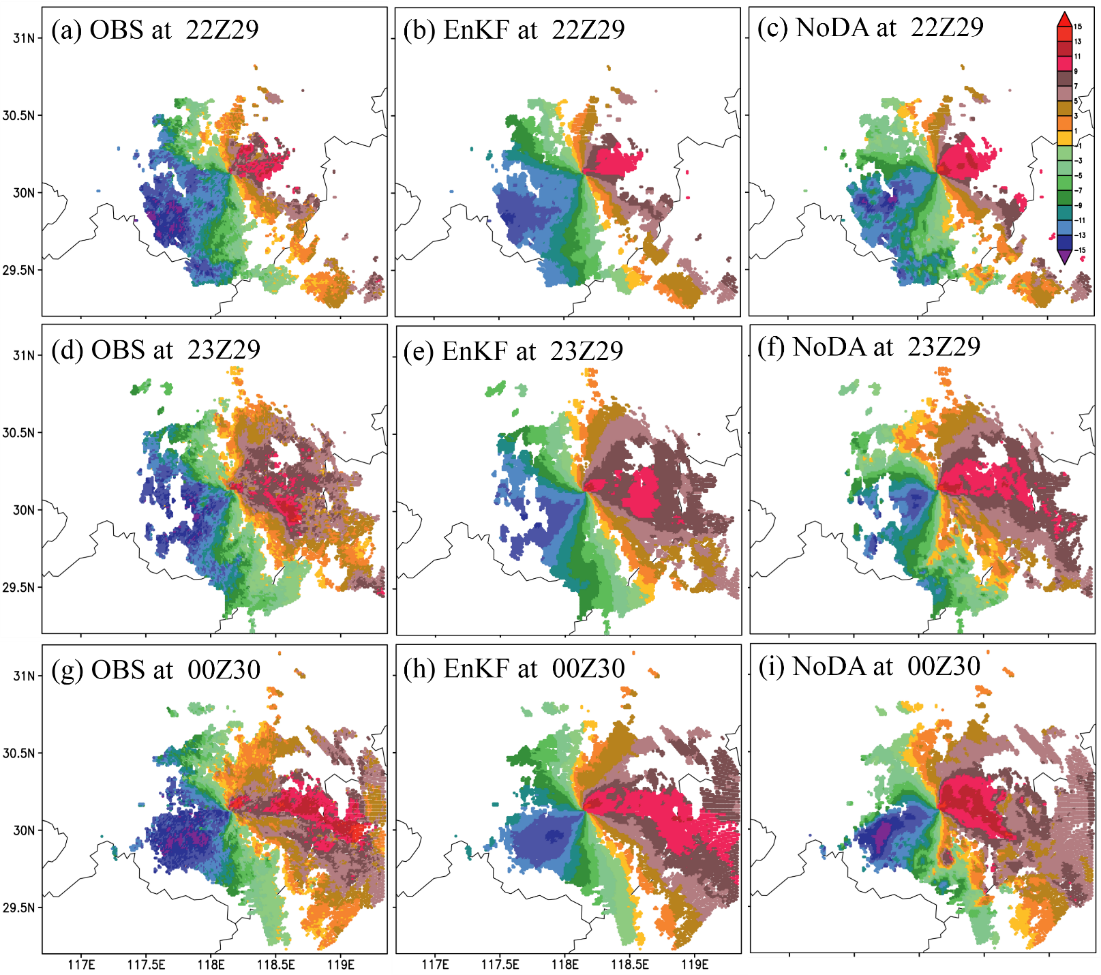 (a) OBS at 22Z29
(b) EnKF at 22Z29
(c) NoDA at 22Z29
31N
30.5N
30N
29.5N
15
13
11
9
7
5
3
1
-1
-3
-5
-7
-9
-11
-13
-15
(d) OBS at 23Z29
(e) EnKF at 23Z29
(f) NoDA at 23Z29
31N
30.5N
30N
29.5N
(g) OBS at 00Z30
(h) EnKF at 00Z30
(i) NoDA at 00Z30
31N
30.5N
30N
29.5N
117E 117.5E 118E 118.5E 119E
117E 117.5E 118E 118.5E 119E